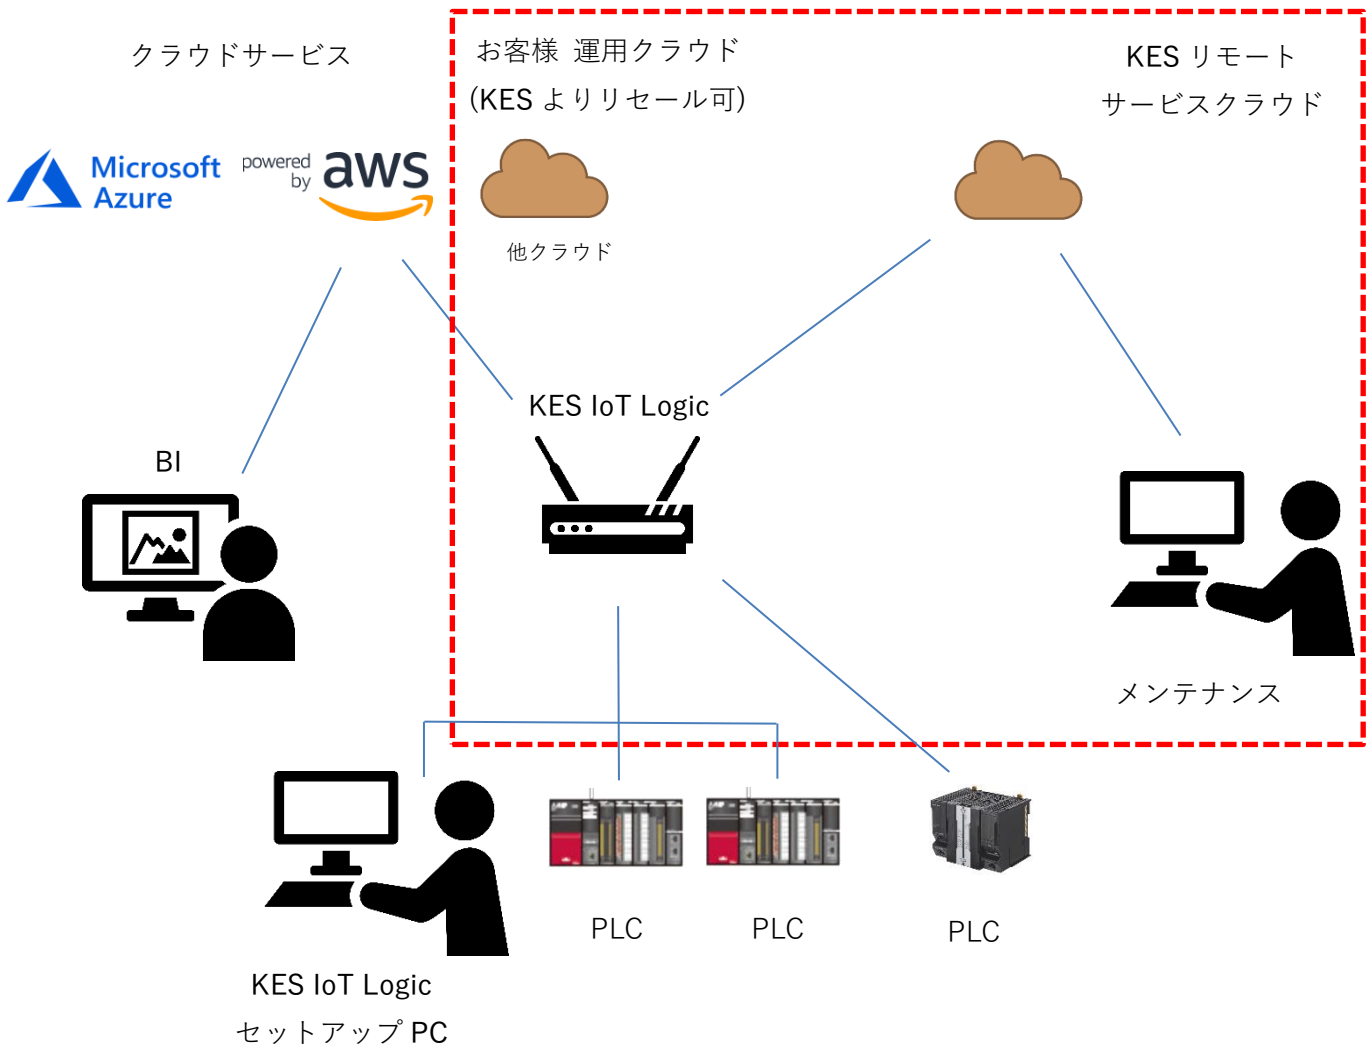 クラウドサービス
お客様 運用クラウド
(KES よりリセール可)
KES リモート
サービスクラウド
Microsoft
Azure
powered
by
aws
他クラウド
KES IoT Logic
BI
メンテナンス
PLC
PLC
PLC
KES IoT Logic
セットアップ PC